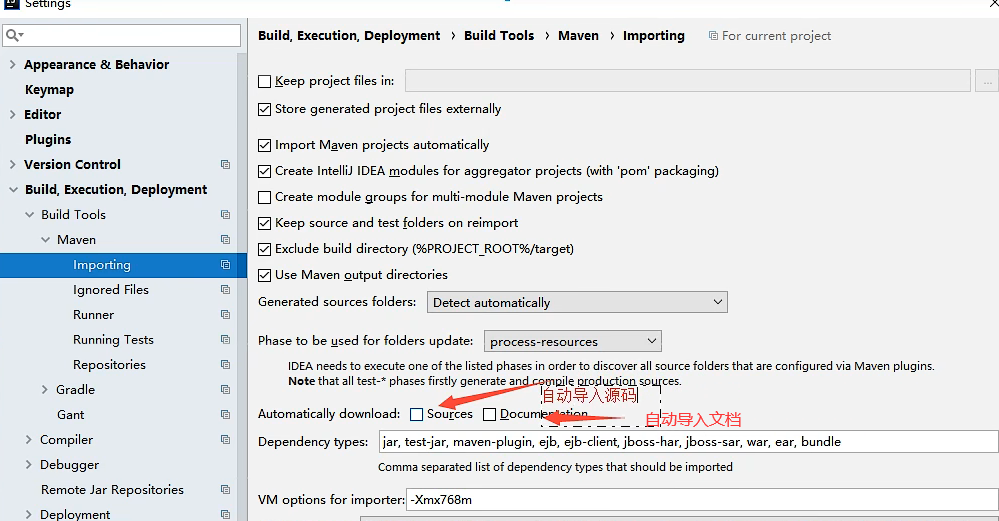 Settings
Appearance & Behavior
Keymap
Editor
Plugins
Version Control
Build, Execution, Deployment
Build Tools
Maven
Importing
Ignored Files
Runner
Running Tests
Repositories
Gradle
Gant
Compiler
Debugger
Remote Jar Repositories
Deployment
Build, Execution, Deployment › Build Tools › Maven › Importing For current project
Keep project files in: ...
Store generated project files externally
Import Maven projects automatically
Create IntelliJ IDEA modules for aggregator projects (with 'pom' packaging)
Create module groups for multi-module Maven projects
Keep source and test folders on reimport
Exclude build directory (%PROJECT_ROOT%/target)
Use Maven output directories
Generated sources folders: Detect automatically
Phase to be used for folders update: process-resources
IDEA needs to execute one of the listed phases in order to discover all source folders that are configured via Maven plugins.
Note that all test-* phases firstly generate and compile production sources.
自动导入源码
Automatically download: Sources Documentation
自动导入文档
Dependency types: jar, test-jar, maven-plugin, ejb, ejb-client, jboss-har, jboss-sar, war, ear, bundle
Comma separated list of dependency types that should be imported
VM options for importer: -Xmx768m